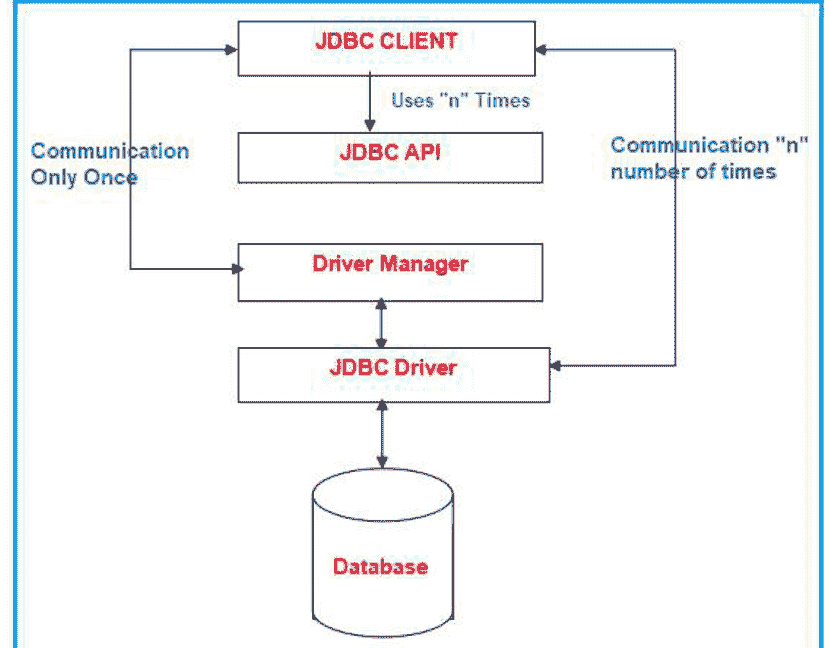 JDBC CLIENT
Uses "n" Times
Communication
Only Once
JDBC API
Communication "n"
number of times
Driver Manager
JDBC Driver
Database